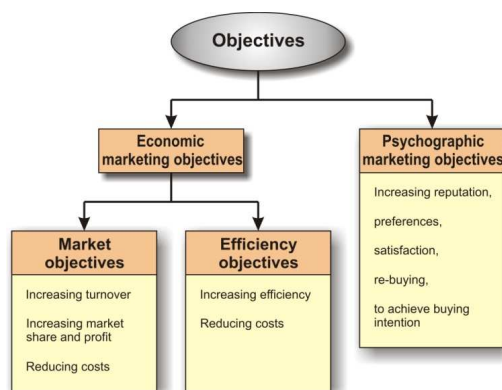 Objectives
Economic
marketing objectives
Psychographic
marketing objectives
Increasing reputation,
preferences,
satisfaction,
re-buying,
to achieve buying
intention
Market
objectives
Increasing turnover
Increasing market
share and profit
Reducing costs
Efficiency
objectives
Increasing efficiency
Reducing costs